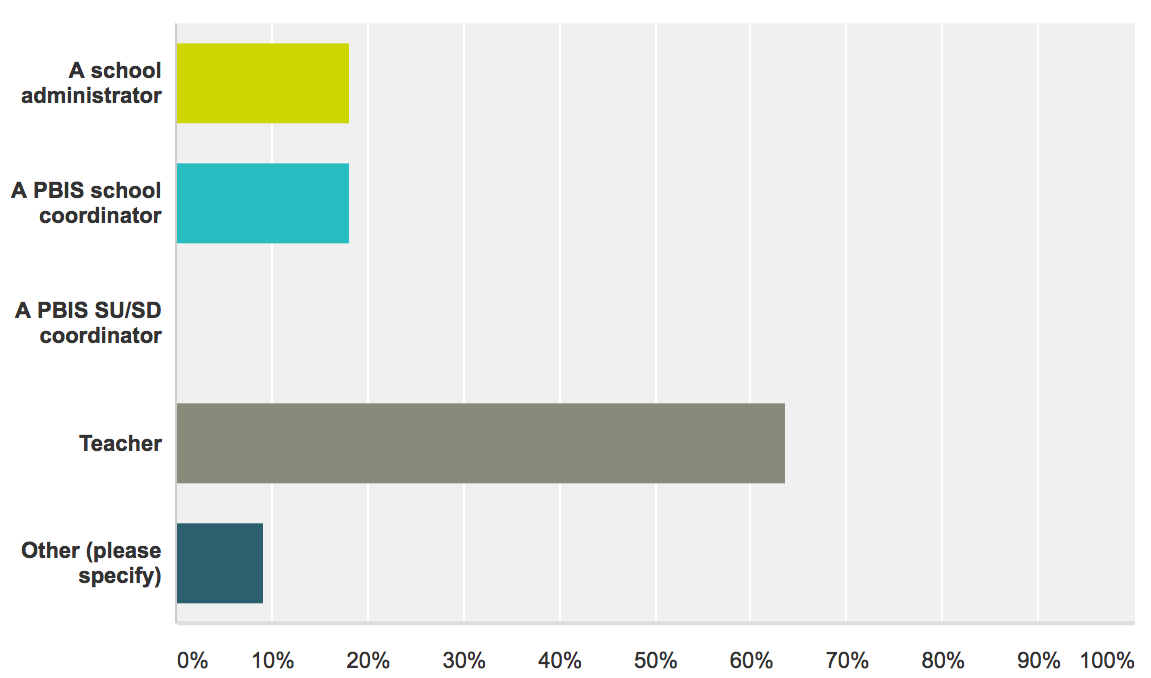 A school
administrator
A PBIS school
coordinator
A PBIS SU/SD
coordinator
Teacher
Other (please
specify)
0% 10% 20% 30% 40% 50% 60% 70% 80% 90% 100%